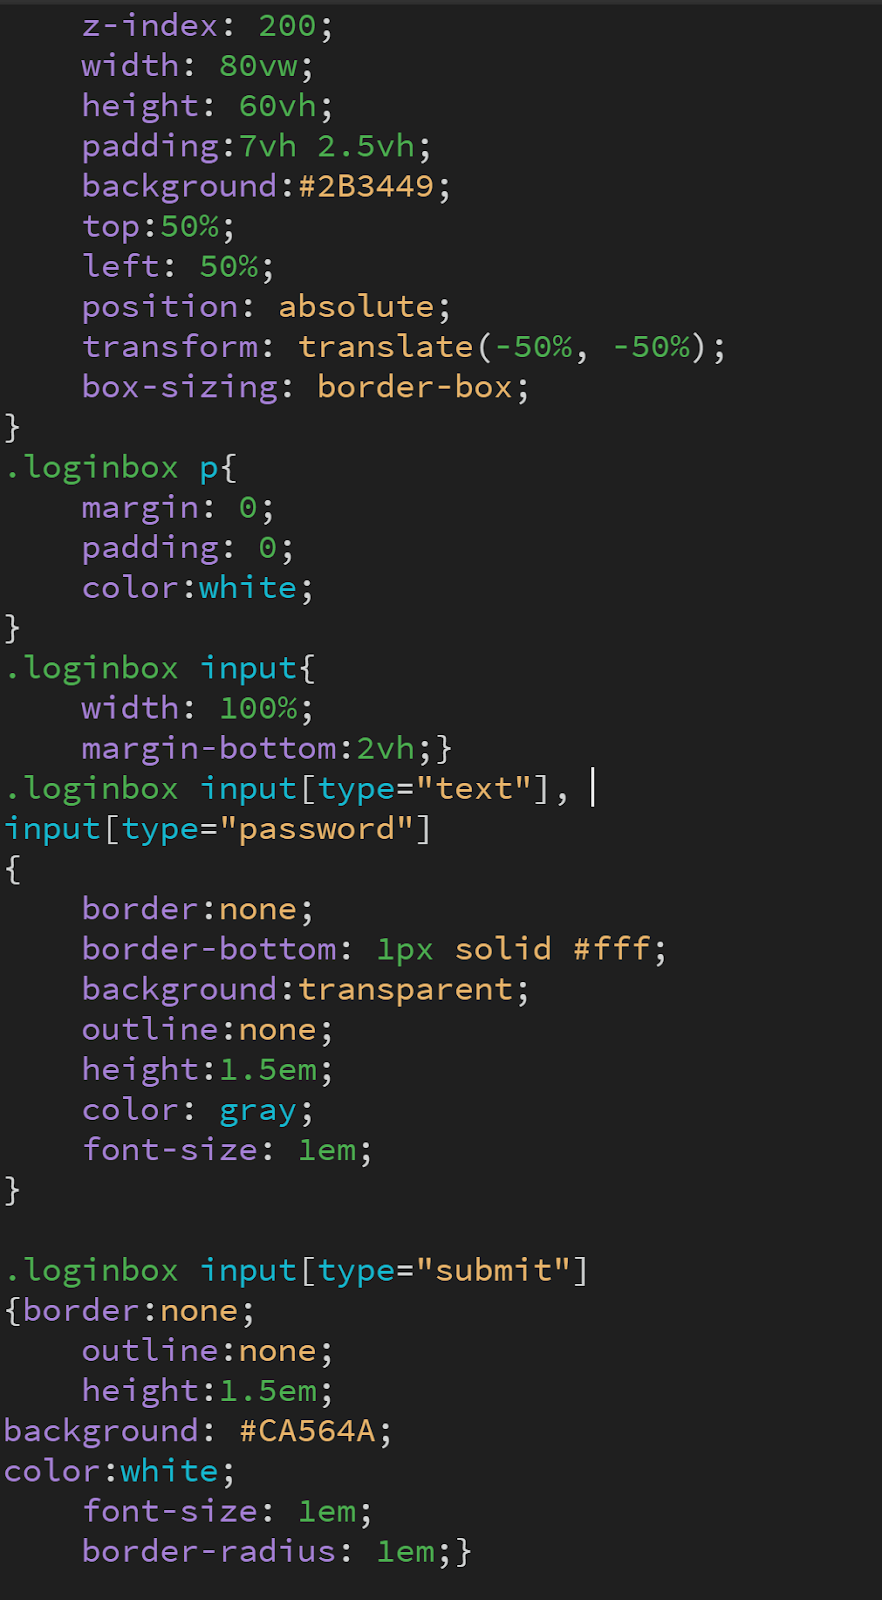 z-index: 200;
    width: 80vw;
    height: 60vh;
    padding:7vh 2.5vh;
    background:#2B3449;
    top:50%;
    left: 50%;
    position: absolute;
    transform: translate(-50%, -50%);
    box-sizing: border-box;
}
.loginbox p{
    margin: 0;
    padding: 0;
    color:white;
}
.loginbox input{
    width: 100%;
    margin-bottom:2vh;}
.loginbox input[type="text"],
input[type="password"]
{
    border:none;
    border-bottom: 1px solid #fff;
    background:transparent;
    outline:none;
    height:1.5em;
    color: gray;
    font-size: 1em;
}

.loginbox input[type="submit"]
{border:none;
    outline:none;
    height:1.5em;
background: #CA564A;
color:white;
    font-size: 1em;
    border-radius: 1em;}